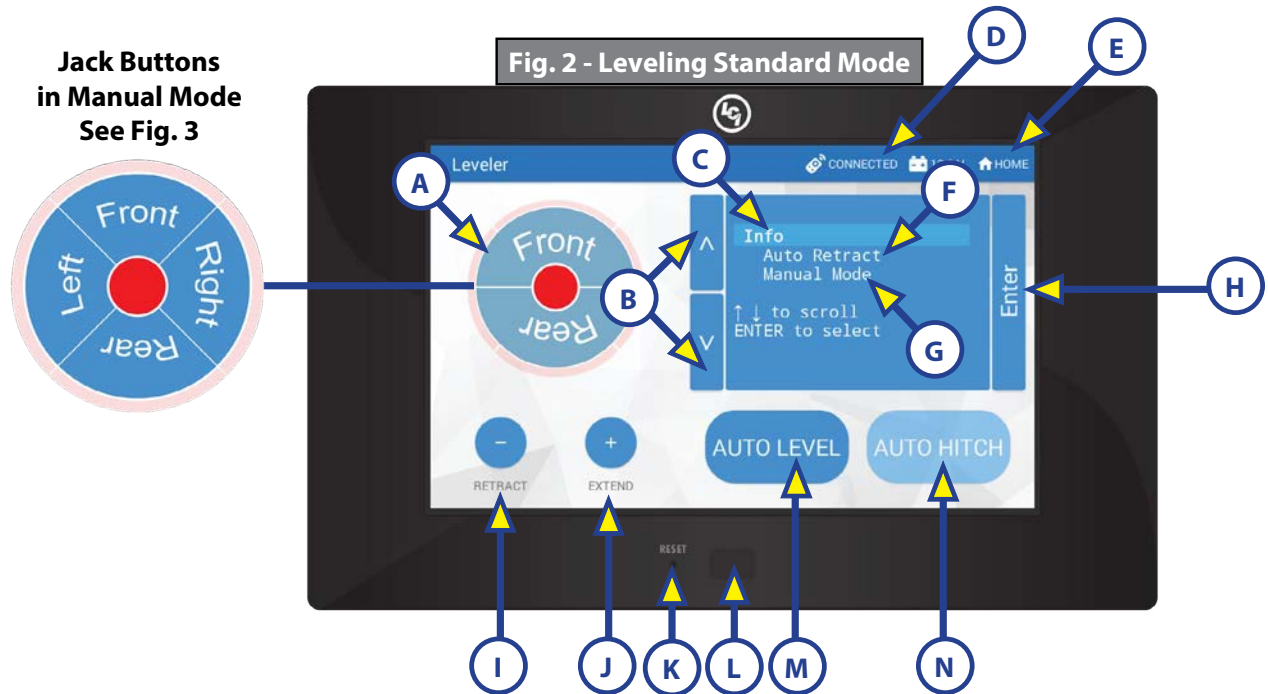 Jack Buttons
in Manual Mode
See Fig. 3
Front
Left
Right
Rear
Fig. 2 - Leveling Standard Mode
LCI
Leveler
CONNECTED
HOME
Front
Rear
^
v
Info
Auto Retract
Manual Mode
↑ ↓ to scroll
ENTER to select
Enter
−
RETRACT
+
EXTEND
AUTO LEVEL
AUTO HITCH
RESET
A
B
C
D
E
F
G
H
I
J
K
L
M
N